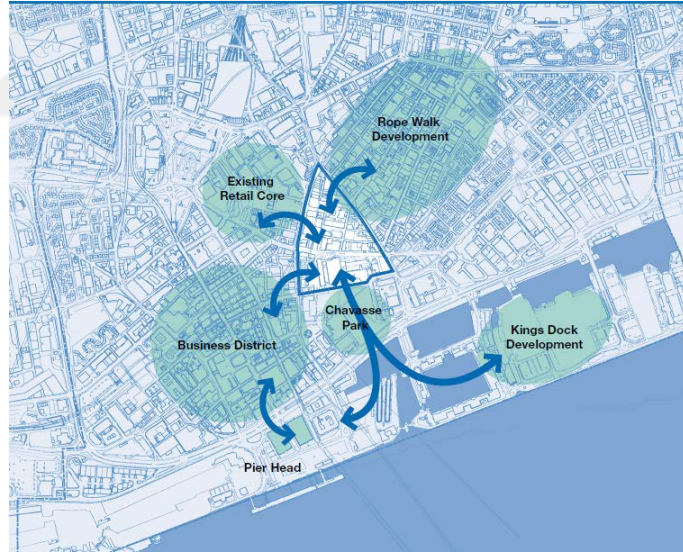 Rope Walk
Development
Existing
Retail Core
Chavasse
Park
Business District
Kings Dock
Development
Pier Head